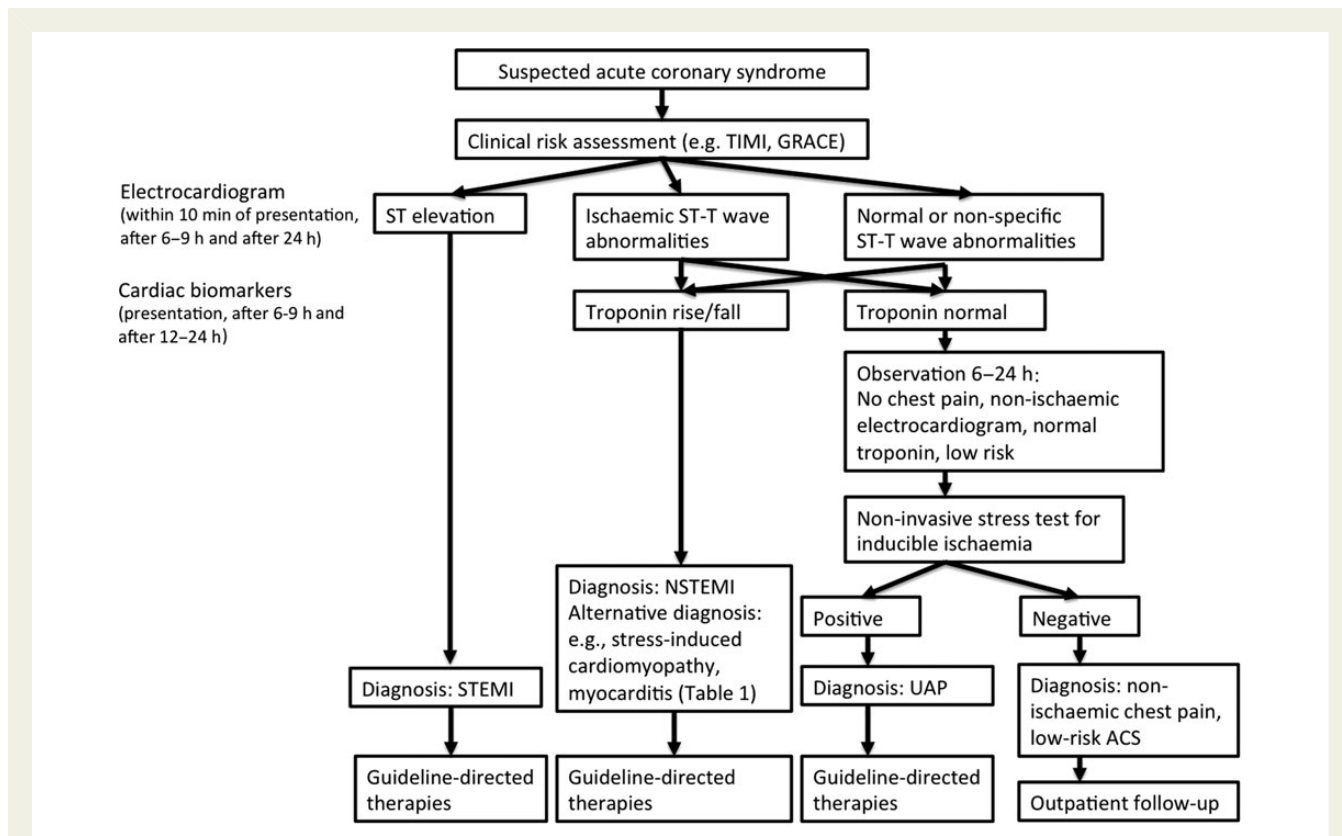 Suspected acute coronary syndrome
Clinical risk assessment (e.g. TIMI, GRACE)
Electrocardiogram
(within 10 min of presentation,
after 6–9 h and after 24 h)
ST elevation
Ischaemic ST-T wave
abnormalities
Normal or non-specific
ST-T wave abnormalities
Cardiac biomarkers
(presentation, after 6-9 h and
after 12–24 h)
Troponin rise/fall
Troponin normal
Observation 6–24 h:
No chest pain, non-ischaemic
electrocardiogram, normal
troponin, low risk
Non-invasive stress test for
inducible ischaemia
Diagnosis: NSTEMI
Alternative diagnosis:
e.g., stress-induced
cardiomyopathy,
myocarditis (Table 1)
Positive
Negative
Diagnosis: STEMI
Diagnosis: UAP
Diagnosis: non-
ischaemic chest pain,
low-risk ACS
Guideline-directed
therapies
Guideline-directed
therapies
Guideline-directed
therapies
Outpatient follow-up